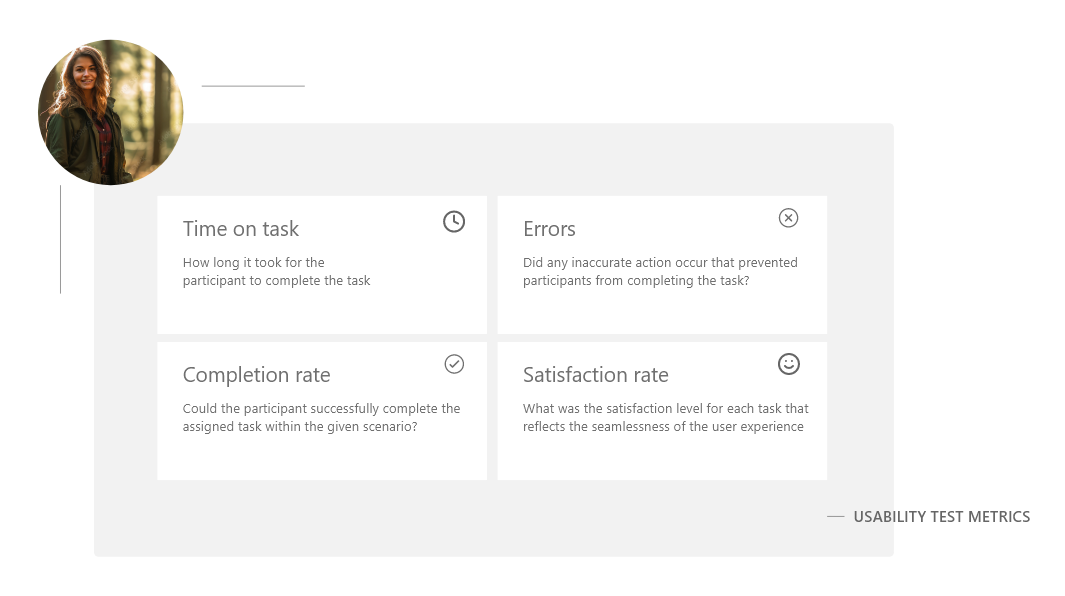 Time on task
How long it took for the
participant to complete the task
Errors
Did any inaccurate action occur that prevented
participants from completing the task?
Completion rate
Could the participant successfully complete the
assigned task within the given scenario?
Satisfaction rate
What was the satisfaction level for each task that
reflects the seamlessness of the user experience
USABILITY TEST METRICS